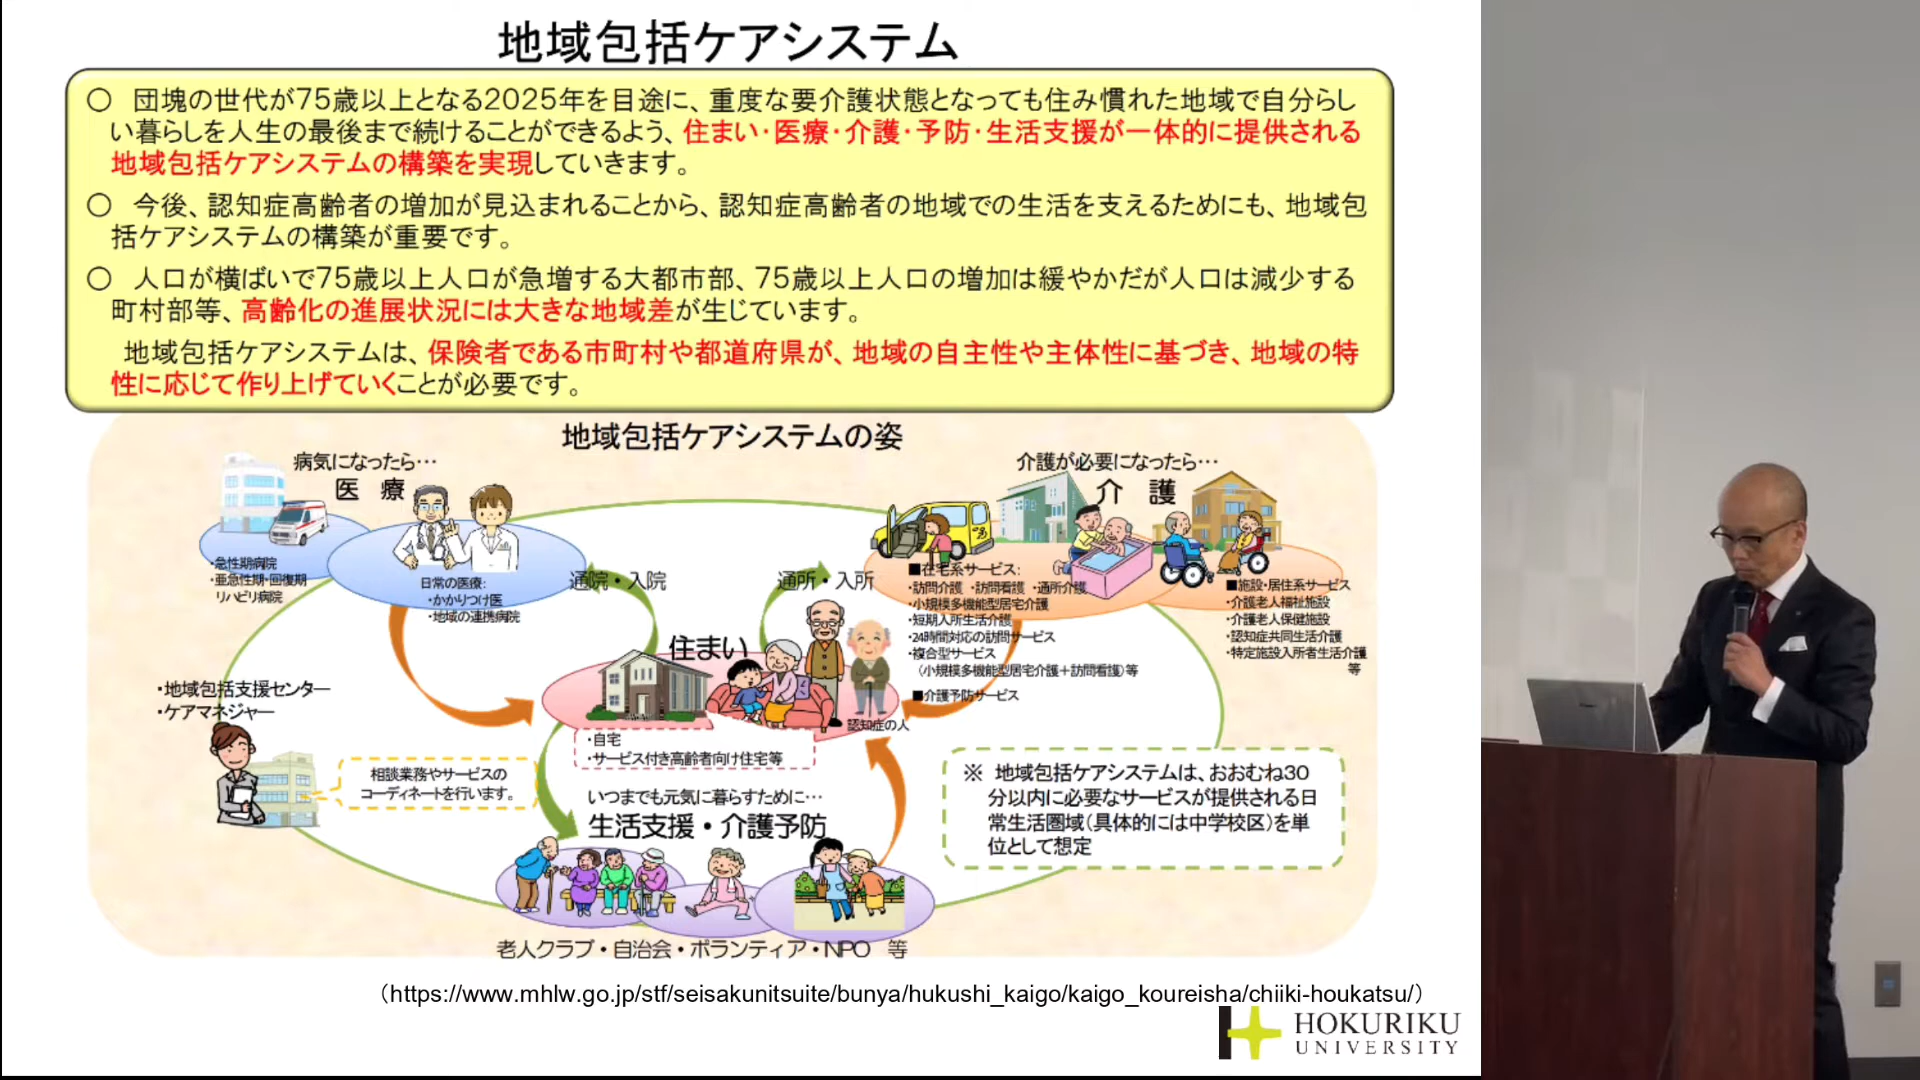 地域包括ケアシステム
○ 団塊の世代が75歳以上となる2025年を目途に、重度な要介護状態となっても住み慣れた地域で自分らし
い暮らしを人生の最後まで続けることができるよう、住まい・医療・介護・予防・生活支援が一体的に提供される
地域包括ケアシステムの構築を実現していきます。
○ 今後、認知症高齢者の増加が見込まれることから、認知症高齢者の地域での生活を支えるためにも、地域包
括ケアシステムの構築が重要です。
○ 人口が横ばいで75歳以上人口が急増する大都市部、75歳以上人口の増加は緩やかだが人口は減少する
町村部等、高齢化の進展状況には大きな地域差が生じています。
地域包括ケアシステムは、保険者である市町村や都道府県が、地域の自主性や主体性に基づき、地域の特
性に応じて作り上げていくことが必要です。
地域包括ケアシステムの姿
病気になったら…
医 療
・急性期病院
・亜急性期・回復期
リハビリ病院
日常の医療:
・かかりつけ医
・地域の連携病院
通院・入院
通所・入所
介護が必要になったら…
介 護
■在宅系サービス:
・訪問介護 ・訪問看護 ・通所介護
・小規模多機能型居宅介護
・短期入所生活介護
・24時間対応の訪問サービス
・複合型サービス
(小規模多機能型居宅介護+訪問看護)等
■介護予防サービス
■施設・居住系サービス
・介護老人福祉施設
・介護老人保健施設
・認知症共同生活介護
・特定施設入所者生活介護
等
住まい
認知症の人
・自宅
・サービス付き高齢者向け住宅等
・地域包括支援センター
・ケアマネジャー
相談業務やサービスの
コーディネートを行います。
いつまでも元気に暮らすために…
生活支援・介護予防
老人クラブ・自治会・ボランティア・NPO 等
※ 地域包括ケアシステムは、おおむね30
分以内に必要なサービスが提供される日
常生活圏域(具体的には中学校区)を単
位として想定
(https://www.mhlw.go.jp/stf/seisakunitsuite/bunya/hukushi_kaigo/kaigo_koureisha/chiiki-houkatsu/)
HOKURIKU
UNIVERSITY